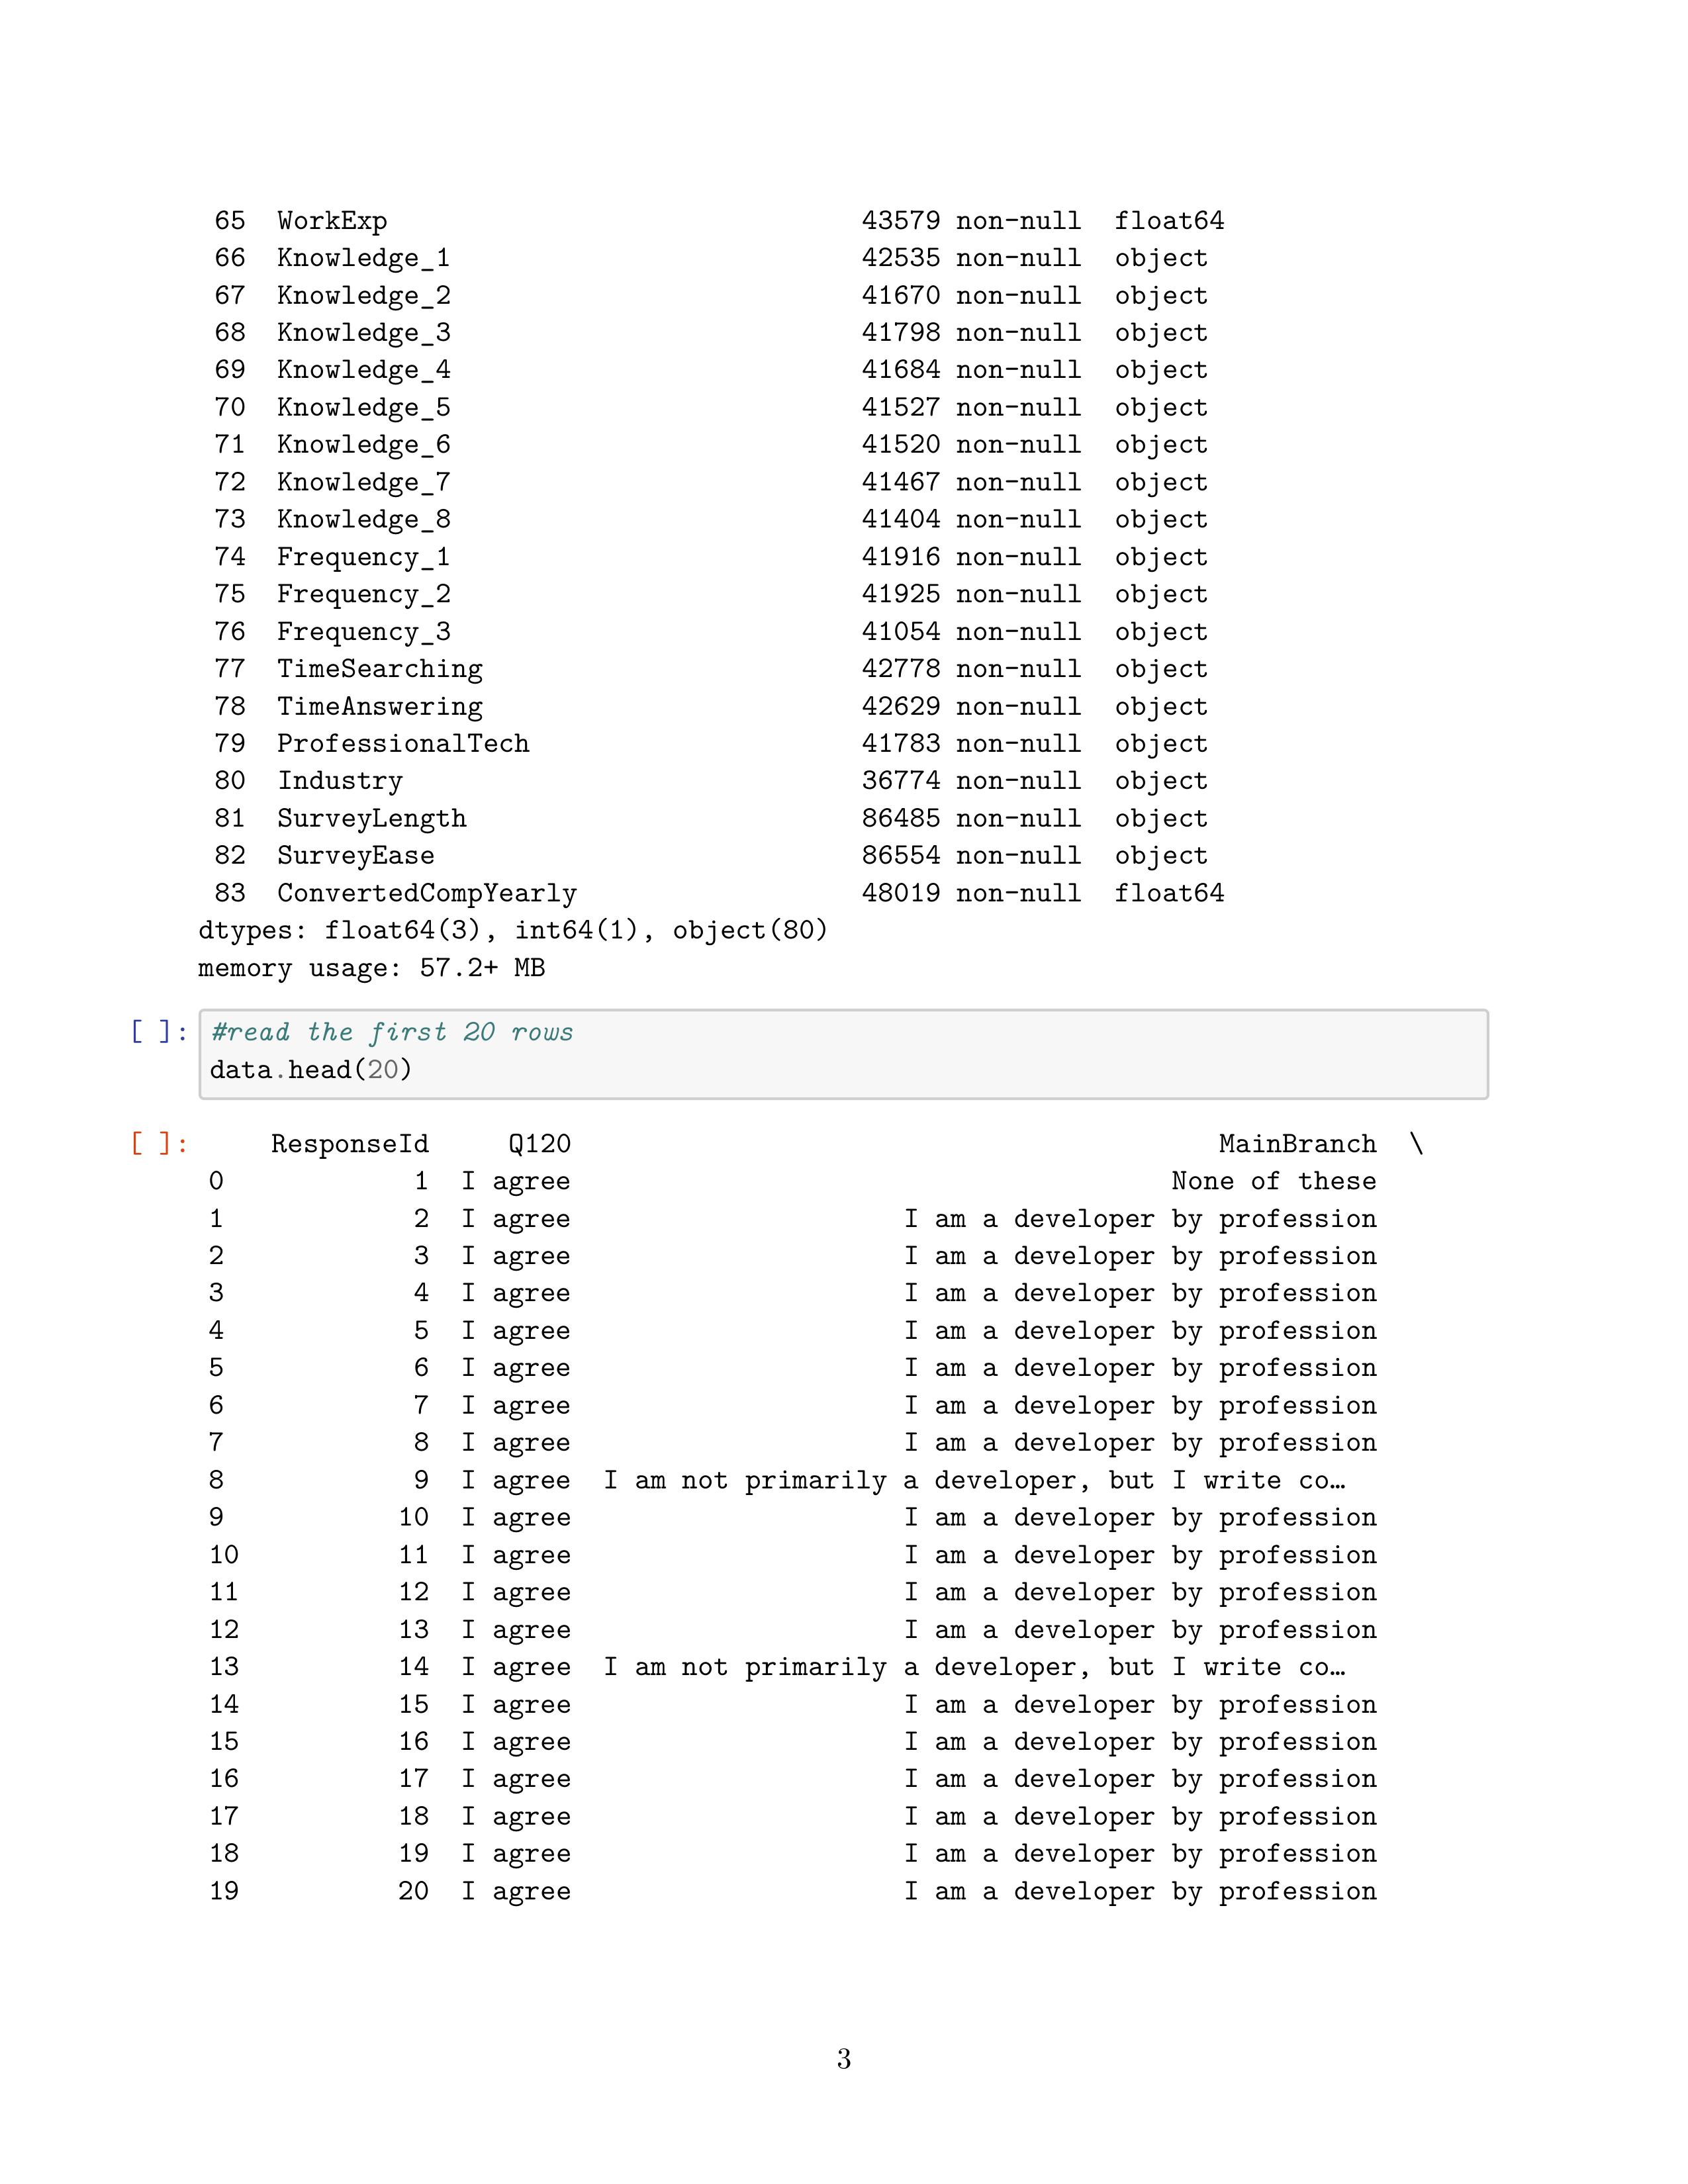 65 WorkExp 43579 non-null float64
66 Knowledge_1 42535 non-null object
67 Knowledge_2 41670 non-null object
68 Knowledge_3 41798 non-null object
69 Knowledge_4 41684 non-null object
70 Knowledge_5 41527 non-null object
71 Knowledge_6 41520 non-null object
72 Knowledge_7 41467 non-null object
73 Knowledge_8 41404 non-null object
74 Frequency_1 41916 non-null object
75 Frequency_2 41925 non-null object
76 Frequency_3 41054 non-null object
77 TimeSearching 42778 non-null object
78 TimeAnswering 42629 non-null object
79 ProfessionalTech 41783 non-null object
80 Industry 36774 non-null object
81 SurveyLength 86485 non-null object
82 SurveyEase 86554 non-null object
83 ConvertedCompYearly 48019 non-null float64
dtypes: float64(3), int64(1), object(80)
memory usage: 57.2+ MB
[ ]: #read the first 20 rows
data.head(20)
[ ]: ResponseId Q120 MainBranch \
0 1 I agree None of these
1 2 I agree I am a developer by profession
2 3 I agree I am a developer by profession
3 4 I agree I am a developer by profession
4 5 I agree I am a developer by profession
5 6 I agree I am a developer by profession
6 7 I agree I am a developer by profession
7 8 I agree I am a developer by profession
8 9 I agree I am not primarily a developer, but I write co…
9 10 I agree I am a developer by profession
10 11 I agree I am a developer by profession
11 12 I agree I am a developer by profession
12 13 I agree I am a developer by profession
13 14 I agree I am not primarily a developer, but I write co…
14 15 I agree I am a developer by profession
15 16 I agree I am a developer by profession
16 17 I agree I am a developer by profession
17 18 I agree I am a developer by profession
18 19 I agree I am a developer by profession
19 20 I agree I am a developer by profession
3